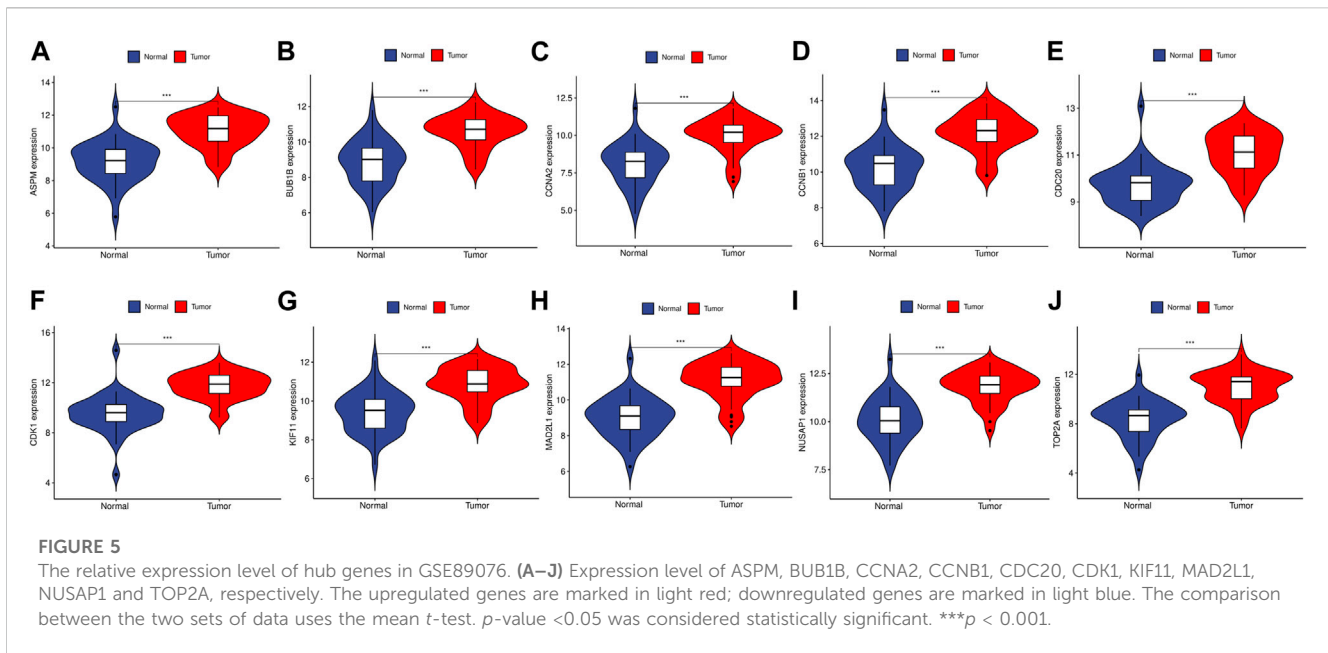 A
Normal Tumor
ASPM expression
12
10
8
6
4
***
Normal Tumor
B
Normal Tumor
BUB1B expression
12
10
8
6
4
***
Normal Tumor
C
Normal Tumor
CCNA2 expression
12.5
10.0
7.5
5.0
***
Normal Tumor
D
Normal Tumor
CCNB1 expression
14
12
10
8
6
***
Normal Tumor
E
Normal Tumor
CDC20 expression
13
11
9
***
Normal Tumor
F
Normal Tumor
CDK1 expression
16
12
8
4
***
Normal Tumor
G
Normal Tumor
KIF11 expression
12
10
8
6
***
Normal Tumor
H
Normal Tumor
MAD2L1 expression
12
10
8
6
***
Normal Tumor
I
Normal Tumor
NUSAP1 expression
12.5
10.0
7.5
***
Normal Tumor
J
Normal Tumor
TOP2A expression
12
8
4
***
Normal Tumor
FIGURE 5
The relative expression level of hub genes in GSE89076. (A–J) Expression level of ASPM, BUB1B, CCNA2, CCNB1, CDC20, CDK1, KIF11, MAD2L1,
NUSAP1 and TOP2A, respectively. The upregulated genes are marked in light red; downregulated genes are marked in light blue. The comparison
between the two sets of data uses the mean t-test. p-value <0.05 was considered statistically significant. ***p < 0.001.